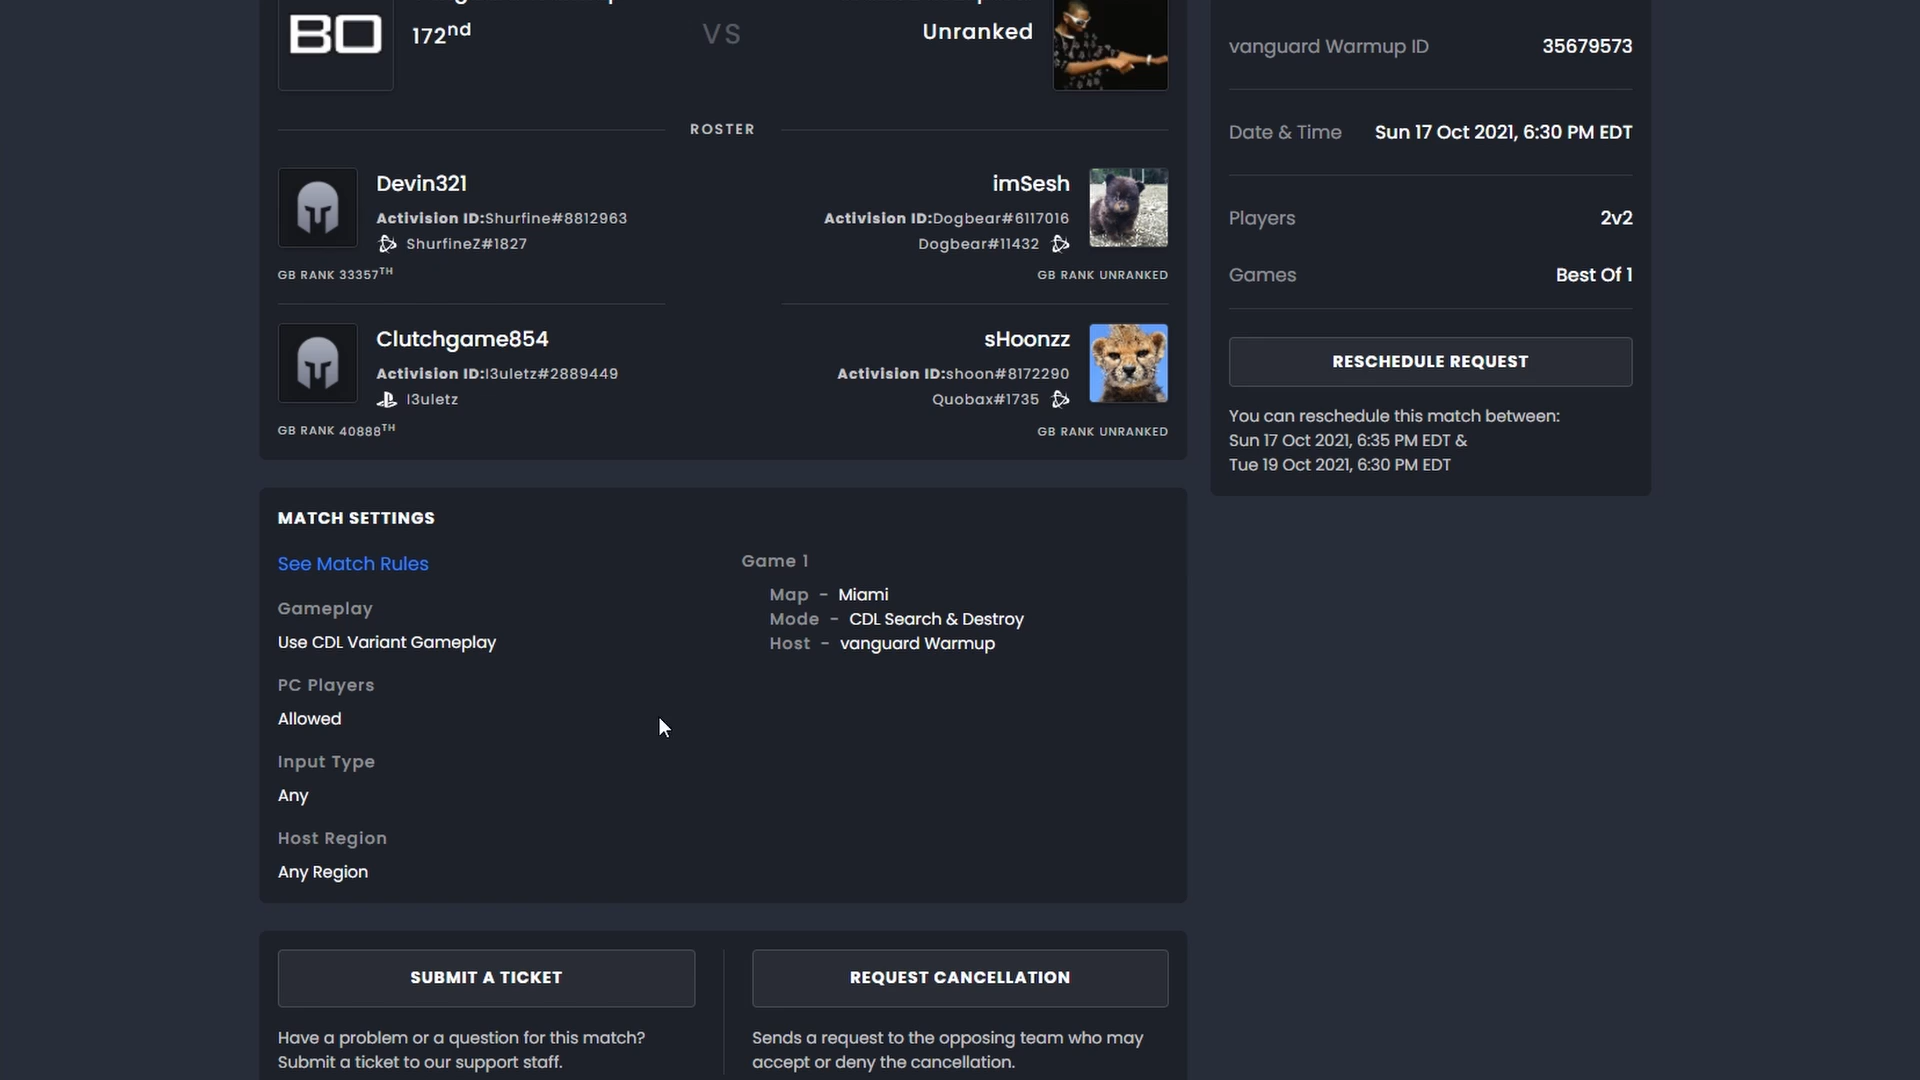 BO
172nd
VS
Unranked
ROSTER
Devin321
Activision ID:Shurfine#8812963
ShurfineZ#1827
GB RANK 33357TH
imSesh
Activision ID:Dogbear#6117016
Dogbear#11432
GB RANK UNRANKED
Clutchgame854
Activision ID:l3uletz#2889449
l3uletz
GB RANK 40888TH
sHoonzz
Activision ID:shoon#8172290
Quobax#1735
GB RANK UNRANKED
MATCH SETTINGS
See Match Rules
Gameplay
Use CDL Variant Gameplay
PC Players
Allowed
Input Type
Any
Host Region
Any Region
Game 1
Map - Miami
Mode - CDL Search & Destroy
Host - vanguard Warmup
SUBMIT A TICKET
Have a problem or a question for this match?
Submit a ticket to our support staff.
REQUEST CANCELLATION
Sends a request to the opposing team who may
accept or deny the cancellation.
vanguard Warmup ID 35679573
Date & Time Sun 17 Oct 2021, 6:30 PM EDT
Players 2v2
Games Best Of 1
RESCHEDULE REQUEST
You can reschedule this match between:
Sun 17 Oct 2021, 6:35 PM EDT &
Tue 19 Oct 2021, 6:30 PM EDT